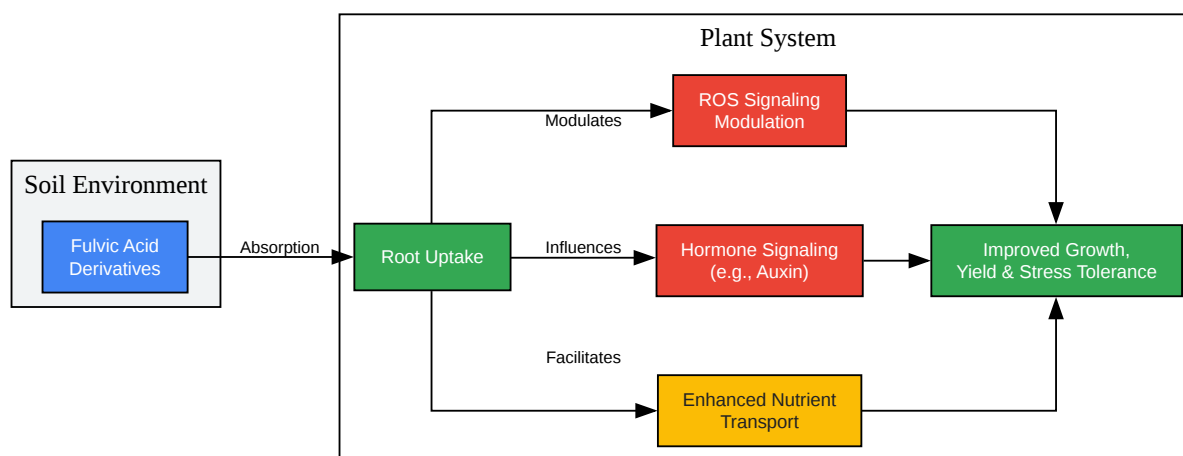 Plant System
ROS Signaling
Modulation
Modulates
Soil Environment
Fulvic Acid
Derivatives
Absorption
Root Uptake
Influences
Hormone Signaling
(e.g., Auxin)
Improved Growth,
Yield & Stress Tolerance
Facilitates
Enhanced Nutrient
Transport